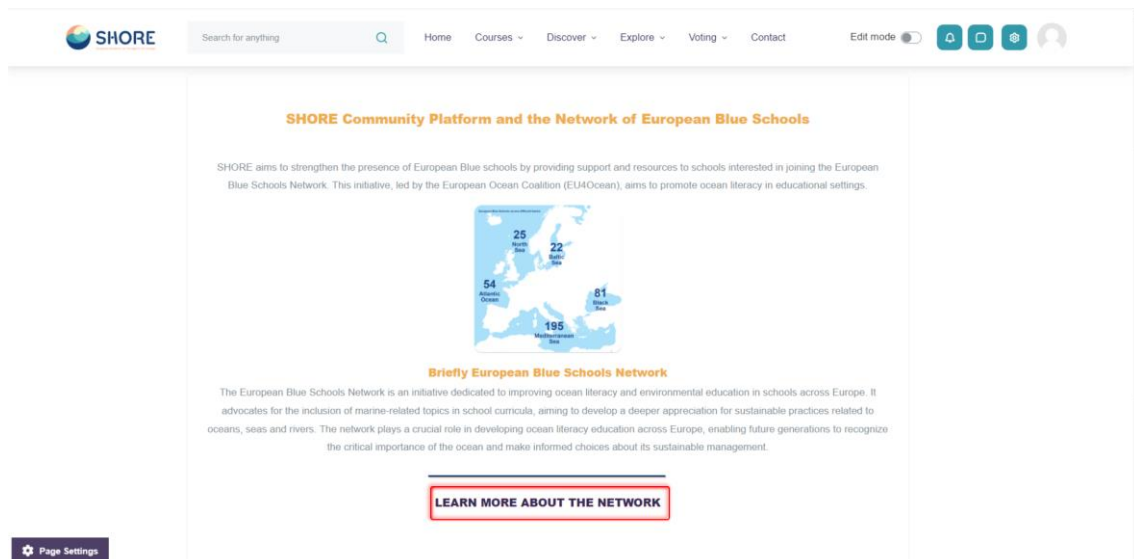 SHORE
Search for anything
Home Courses Discover Explore Voting Contact
Edit mode
SHORE Community Platform and the Network of European Blue Schools
SHORE aims to strengthen the presence of European Blue schools by providing support and resources to schools interested in joining the European
Blue Schools Network. This initiative, led by the European Ocean Coalition (EU4Ocean), aims to promote ocean literacy in educational settings.
25
North
Sea
22
Baltic
Sea
54
Atlantic
Ocean
81
Black
Sea
195
Mediterranean
Sea
Briefly European Blue Schools Network
The European Blue Schools Network is an initiative dedicated to improving ocean literacy and environmental education in schools across Europe. It
advocates for the inclusion of marine-related topics in school curricula, aiming to develop a deeper appreciation for sustainable practices related to
oceans, seas and rivers. The network plays a crucial role in developing ocean literacy education across Europe, enabling future generations to recognize
the critical importance of the ocean and make informed choices about its sustainable management.
LEARN MORE ABOUT THE NETWORK
Page Settings